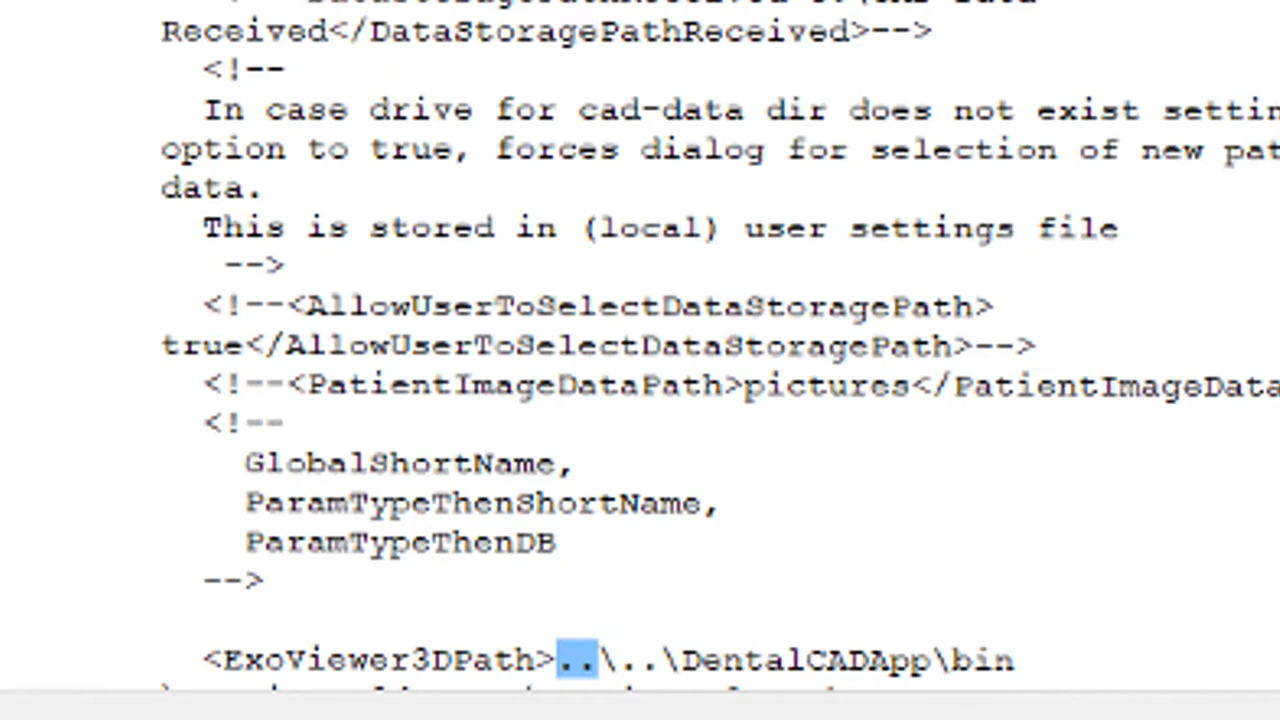 Received</DataStoragePathReceived>-->
<!--
In case drive for cad-data dir does not exist settin
option to true, forces dialog for selection of new pat
data.
This is stored in (local) user settings file
-->
<!--<AllowUserToSelectDataStoragePath>
true</AllowUserToSelectDataStoragePath>-->
<!--<PatientImageDataPath>pictures</PatientImageData
<!--
GlobalShortName,
ParamTypeThenShortName,
ParamTypeThenDB
-->
<ExoViewer3DPath>..\..\DentalCADApp\bin